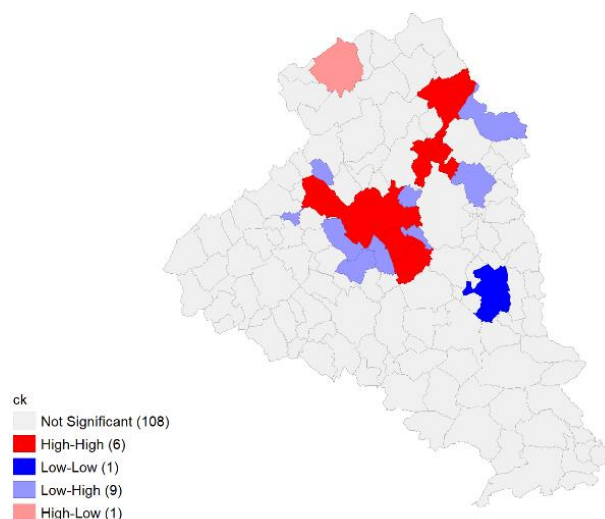 ck
Not Significant (108)
High-High (6)
Low-Low (1)
Low-High (9)
High-Low (1)